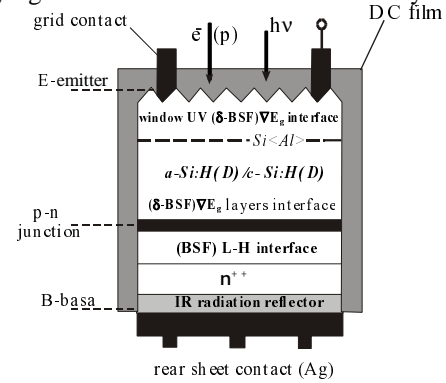 DC film
grid contact
ē (p)
hν
E-emitter
window UV (δ-BSF)∇Eg interface
Si<Al>
a-Si:H(D)/c-Si:H(D)
(δ-BSF)∇Eg layers interface
p-n
junction
(BSF) L-H interface
n++
B-basa
IR radiation reflector
rear sheet contact (Ag)